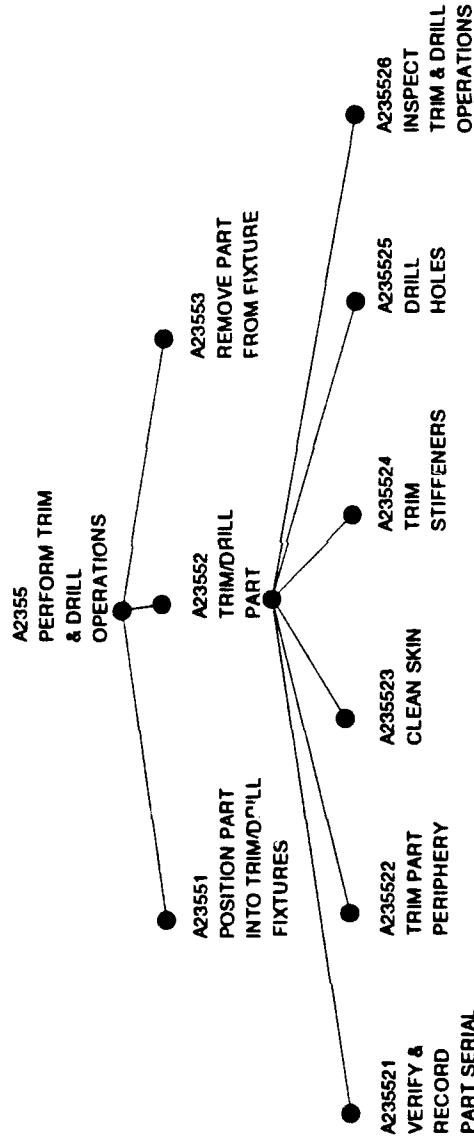 A2355
PERFORM TRIM
& DRILL
OPERATIONS
A23551
POSITION PART
INTO TRIM/DRILL
FIXTURES
A23552
TRIM/DRILL
PART
A23553
REMOVE PART
FROM FIXTURE
A235521
VERIFY &
RECORD
PART SERIAL
A235522
TRIM PART
PERIPHERY
A235523
CLEAN SKIN
A235524
TRIM
STIFFENERS
A235525
DRILL
HOLES
A235526
INSPECT
TRIM & DRILL
OPERATIONS